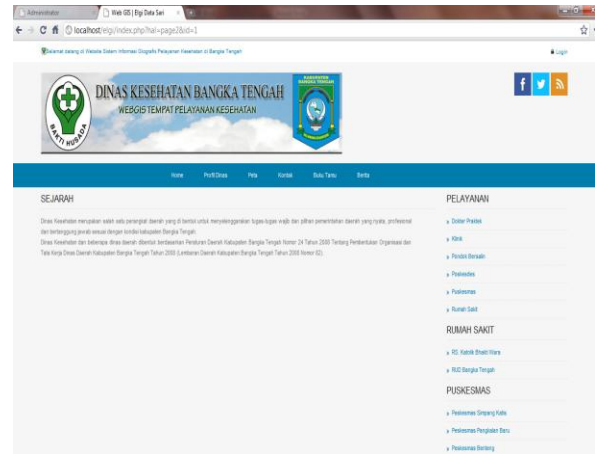 Administrator
Web GIS | Elgi Data Sari
localhost/elgi/index.php?hal=page2&id=1
Selamat datang di Website Sistem Informasi Geografis Pelayanan Kesehatan di Bangka Tengah
Login
DINAS KESEHATAN BANGKA TENGAH
WEBGIS TEMPAT PELAYANAN KESEHATAN
BAKTI HUSADA
KABUPATEN
BANGKA TENGAH
Home Profil Dinas Peta Kontak Buku Tamu Berita
SEJARAH
Dinas Kesehatan merupakan salah satu perangkat daerah yang di bentuk untuk menyelenggarakan tugas-tugas wajib dan pilihan pemerintahan daerah yang nyata, profesional
dan bertanggung jawab sesuai dengan kondisi kabupaten Bangka Tengah.
Dinas Kesehatan dan beberapa dinas daerah dibentuk berdasarkan Peraturan Daerah Kabupaten Bangka Tengah Nomor 24 Tahun 2000 Tentang Pembentukan Organisasi dan
Tata Kerja Dinas Daerah Kabupaten Bangka Tengah Tahun 2000 (Lembaran Daerah Kabupaten Bangka Tengah Tahun 2000 Nomor 82).
PELAYANAN
Dokter Praktek
Klinik
Pondok Bersalin
Poskesdes
Puskesmas
Rumah Sakit
RUMAH SAKIT
RS. Katolik Bhakti Wara
RUD Bangka Tengah
PUSKESMAS
Puskesmas Simpang Katis
Puskesmas Pangkalan Baru
Puskesmas Benteng